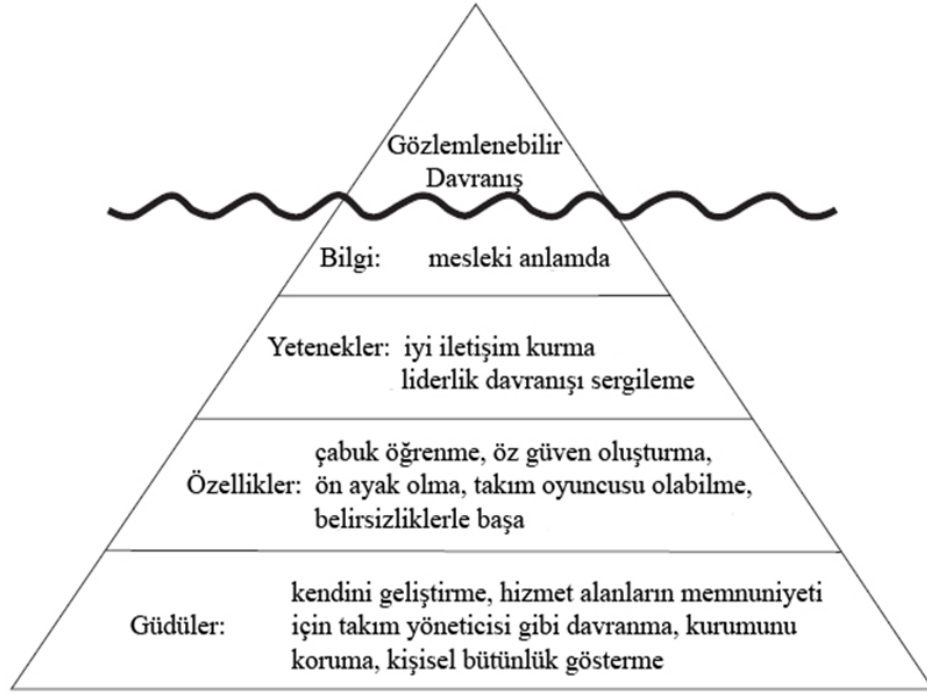 Gözlemlenebilir
Davranış
Bilgi: mesleki anlamda
Yetenekler: iyi iletişim kurma
liderlik davranışı sergileme
çabuk öğrenme, öz güven oluşturma,
Özellikler: ön ayak olma, takım oyuncusu olabilme,
belirsizliklerle başa
kendini geliştirme, hizmet alanların memnuniyeti
Güdüler: için takım yöneticisi gibi davranma, kurumunu
koruma, kişisel bütünlük gösterme